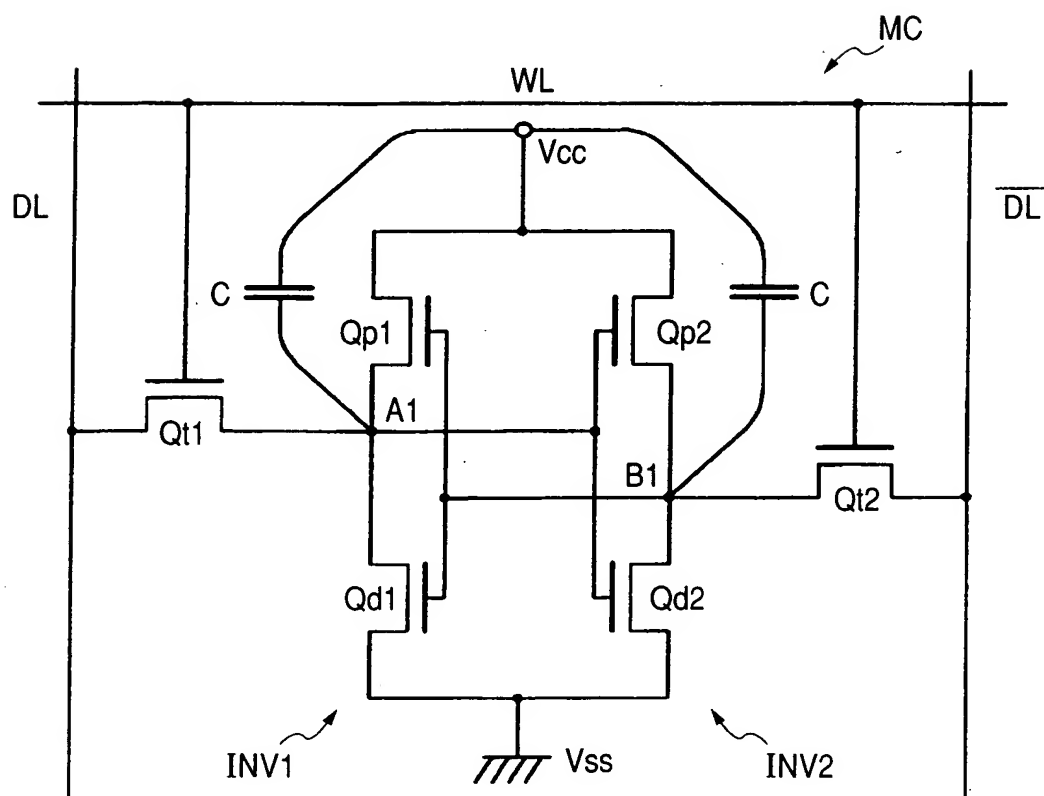 MC
WL
Vcc
DL
DL
C
C
Qp1
Qp2
A1
Qt1
B1
Qt2
Qd1
Qd2
INV1
Vss
INV2